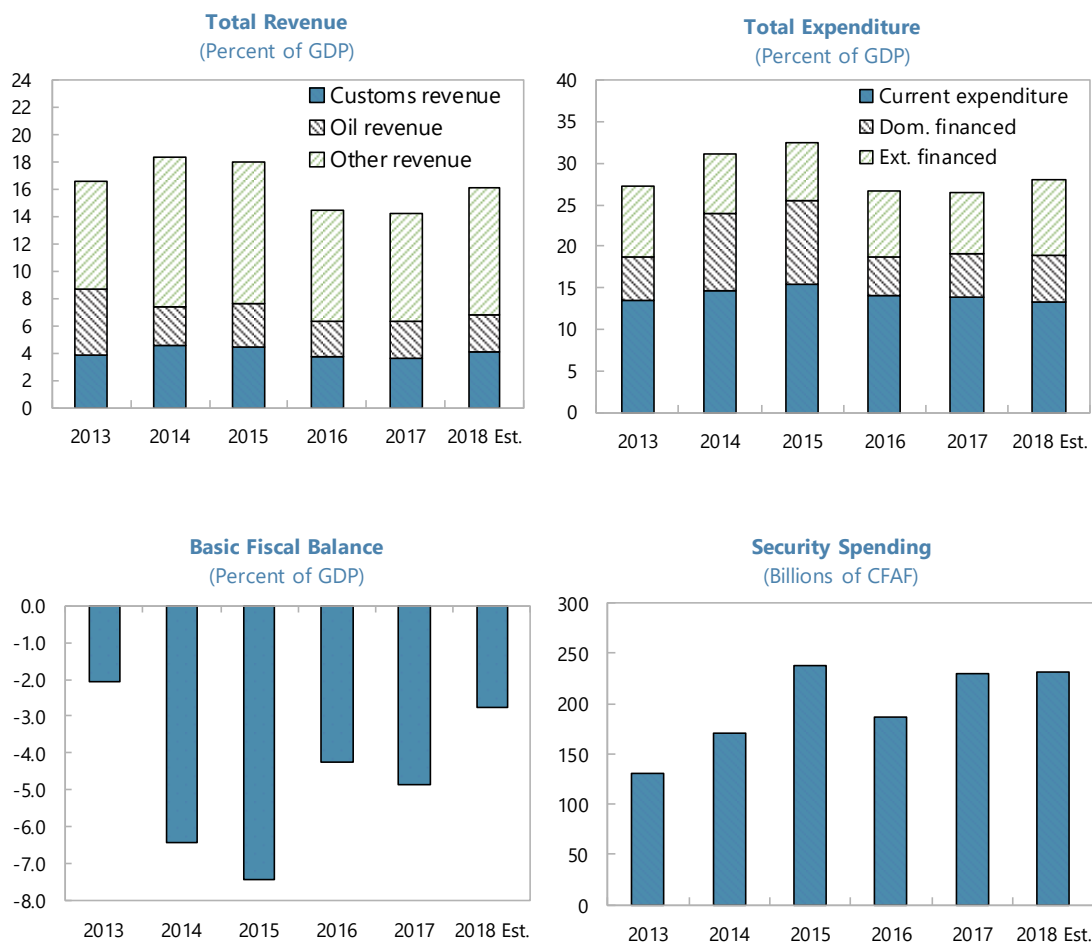 Total Revenue
(Percent of GDP)
24
22
20
18
16
14
12
10
8
6
4
2
0
Customs revenue
Oil revenue
Other revenue
2013 2014 2015 2016 2017 2018 Est.
Total Expenditure
(Percent of GDP)
40
35
30
25
20
15
10
5
0
Current expenditure
Dom. financed
Ext. financed
2013 2014 2015 2016 2017 2018 Est.
Basic Fiscal Balance
(Percent of GDP)
0.0
-1.0
-2.0
-3.0
-4.0
-5.0
-6.0
-7.0
-8.0
2013 2014 2015 2016 2017 2018 Est.
Security Spending
(Billions of CFAF)
300
250
200
150
100
50
0
2013 2014 2015 2016 2017 2018 Est.